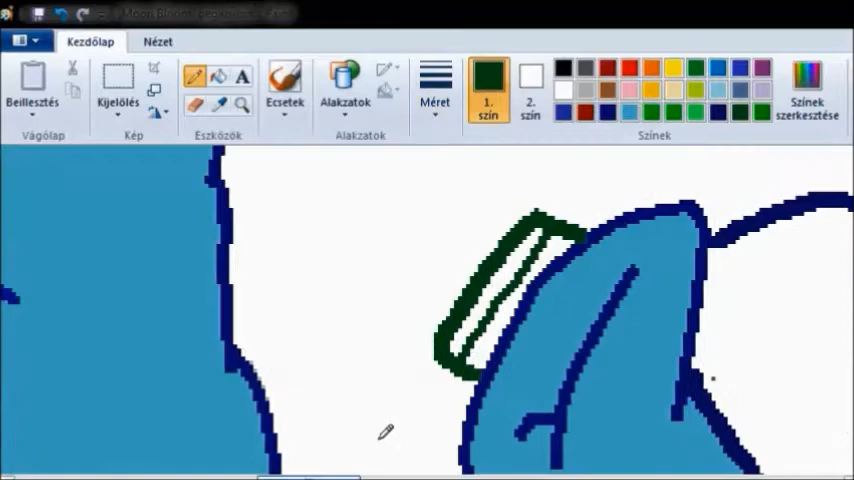 Kezdőlap Nézet
Beillesztés Kijelölés A Ecsetek Alakzatok Méret 1. szín 2. szín Színek szerkesztése
Vágólap Kép Eszközök Alakzatok Színek